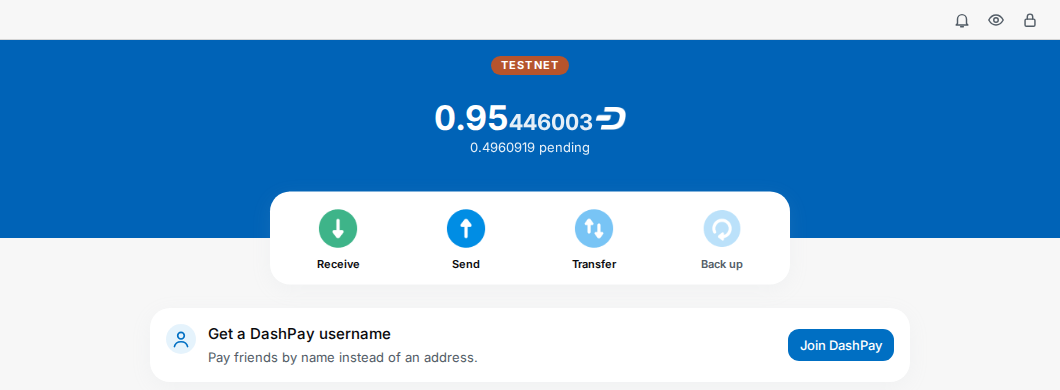 TESTNET
0.95446003
0.4960919 pending
Receive
Send
Transfer
Back up
Get a DashPay username
Pay friends by name instead of an address.
Join DashPay